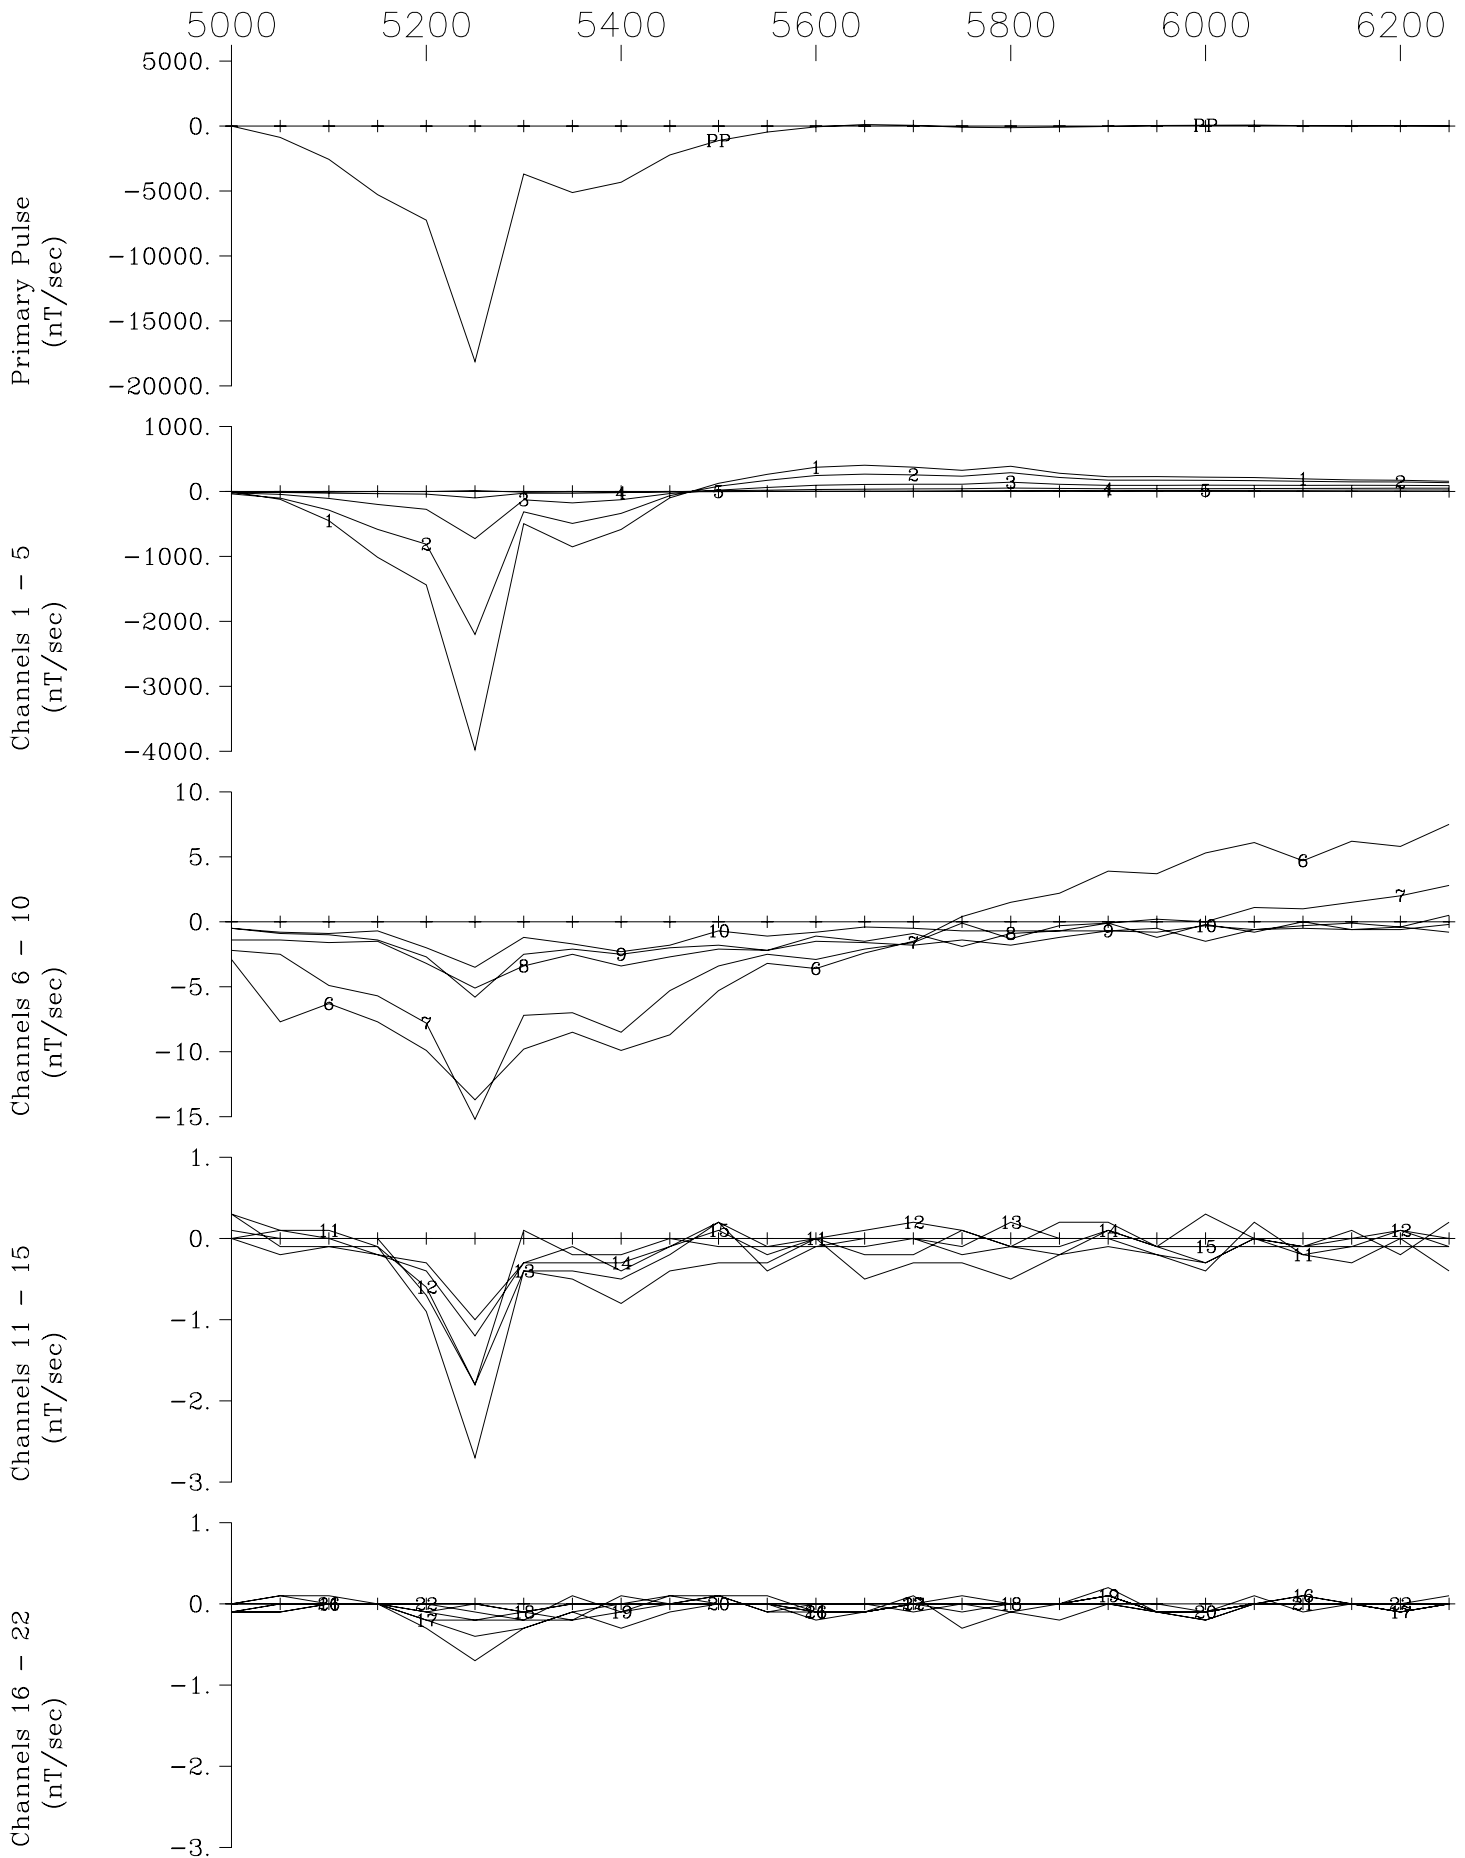 5000 5200 5400 5600 5800 6000 6200
5000.
0.
-5000.
-10000.
-15000.
-20000.
Primary Pulse
(nT/sec)
PP PP
1000.
0.
-1000.
-2000.
-3000.
-4000.
Channels 1 - 5
(nT/sec)
1 2 3 4 5 1 2 3 4 5 1 2
10.
5.
0.
-5.
-10.
-15.
Channels 6 - 10
(nT/sec)
6 7 8 9 10 6 7 8 9 10 6 7
1.
0.
-1.
-2.
-3.
Channels 11 - 15
(nT/sec)
11 12 13 14 15 11 12 13 14 15 11 12
1.
0.
-1.
-2.
-3.
Channels 16 - 22
(nT/sec)
17 18 19 20 18 19 20 16 17